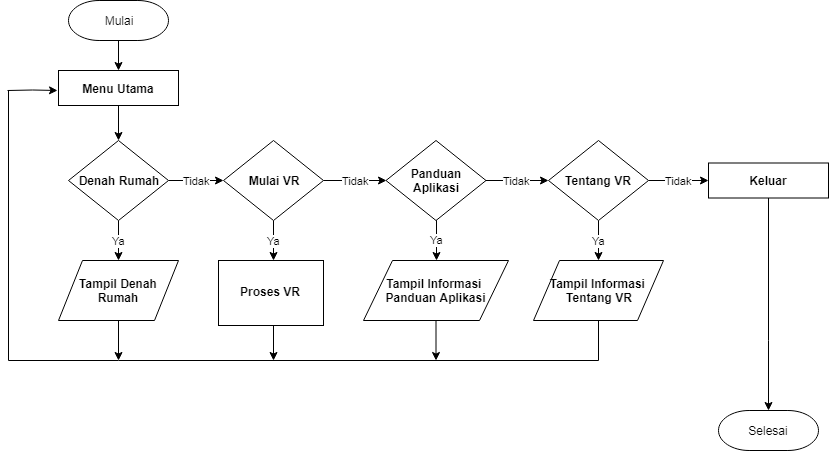 Mulai
Menu Utama
Denah Rumah
Tidak
Mulai VR
Tidak
Panduan
Aplikasi
Tidak
Tentang VR
Tidak
Keluar
Ya
Ya
Ya
Ya
Tampil Denah
Rumah
Proses VR
Tampil Informasi
Panduan Aplikasi
Tampil Informasi
Tentang VR
Selesai